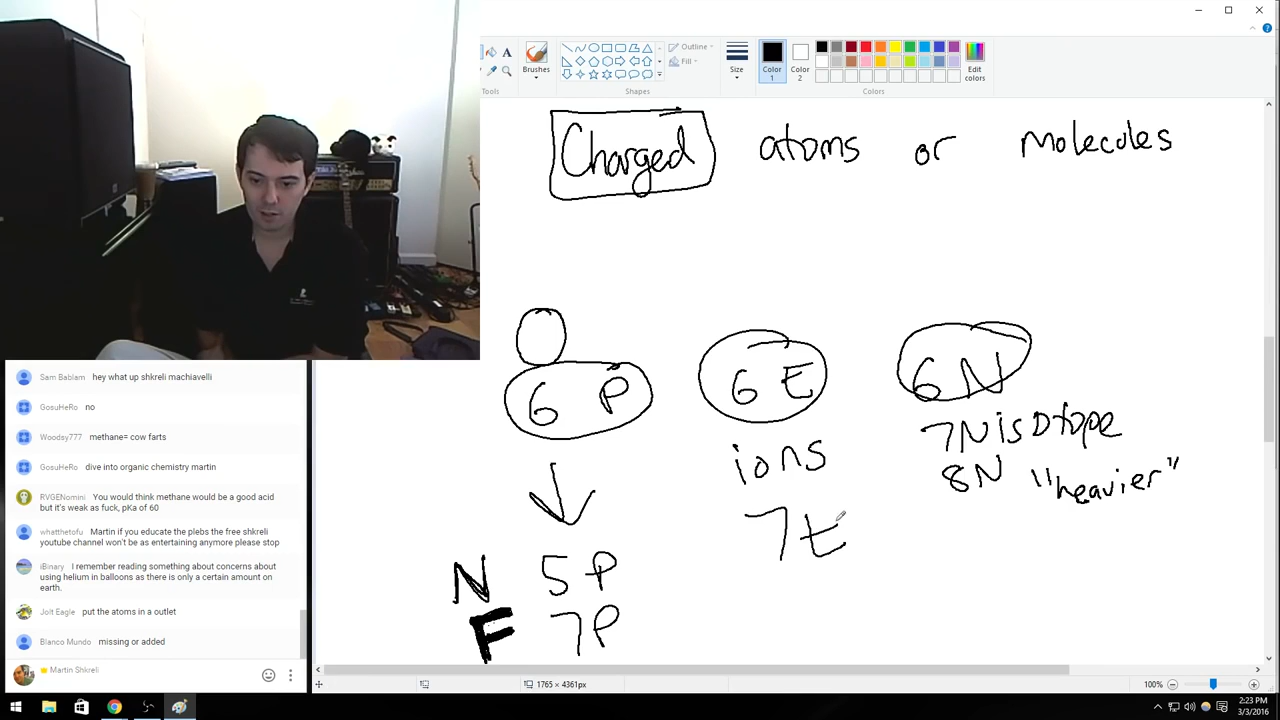 Tools
Brushes
Shapes
Outline
Fill
Size
Color 1
Color 2
Edit colors
Colors
Charged atoms or molecoles
6 P 6 E 6 N
ions 7N isotope
8N "heavier"
7E
N 5 P
F 7P
Sam Bablam hey what up shkreli machiavelli
GosuHeRo no
Woodsy777 methane= cow farts
GosuHeRo dive into organic chemistry martin
RVGENomini You would think methane would be a good acid
but it's weak as fuck, pKa of 60
whatthetofu Martin if you educate the plebs the free shkreli
youtube channel won't be as entertaining anymore please stop
iBinary I remember reading something about concerns about
using helium in balloons as there is only a certain amount on
earth.
Jolt Eagle put the atoms in a outlet
Blanco Mundo missing or added
Martin Shkreli
1765 × 4361px
100%
2:23 PM
3/3/2016